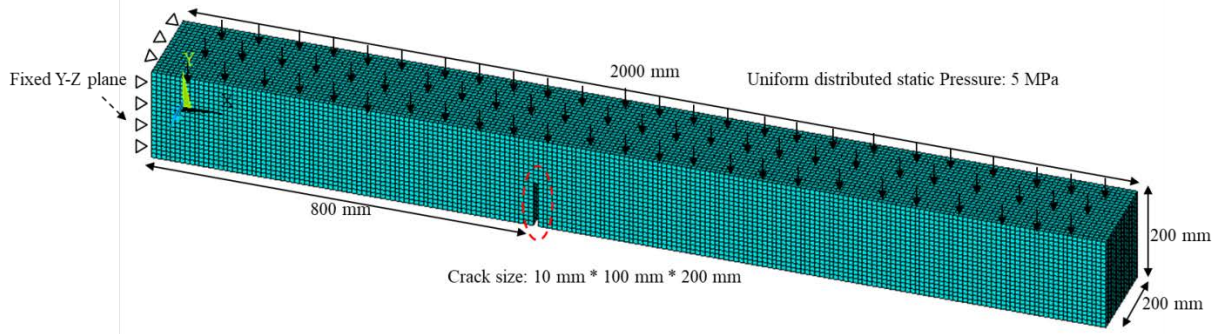 2000 mm
Uniform distributed static Pressure: 5 MPa
Fixed Y-Z plane
Y
X
800 mm
200 mm
200 mm
Crack size: 10 mm * 100 mm * 200 mm